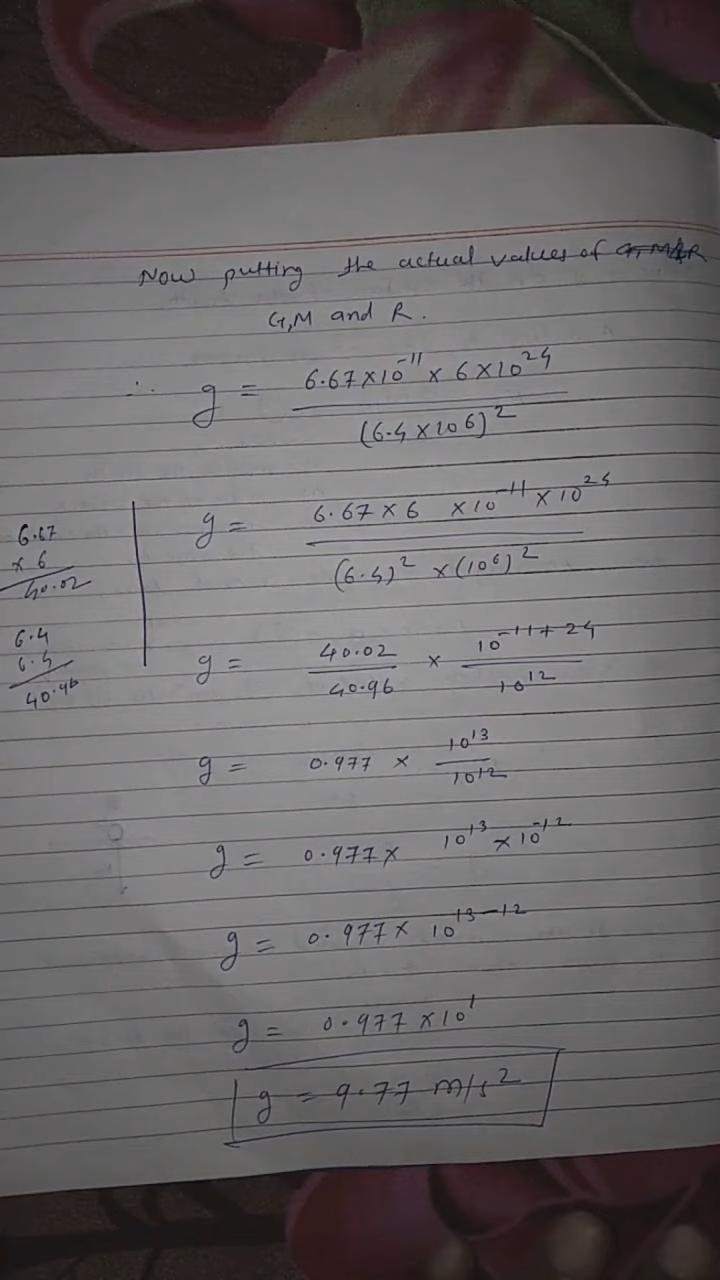 Now putting the actual values of G, M & R
G,M and R.
∴ g = 6.67×10⁻¹¹ × 6×10²⁴ / (6.4×10⁶)²
g = 6.67×6 ×10⁻¹¹×10²⁴ / (6.4)² ×(10⁶)²
6.67
× 6
40.02
6.4
6.4
40.96
g = 40.02 / 40.96 × 10⁻¹¹⁺²⁴ / 10¹²
g = 0.977 × 10¹³ / 10¹²
g = 0.977× 10¹³ × 10⁻¹²
g = 0.977× 10¹³⁻¹²
g = 0.977×10¹
g = 9.77 m/s²